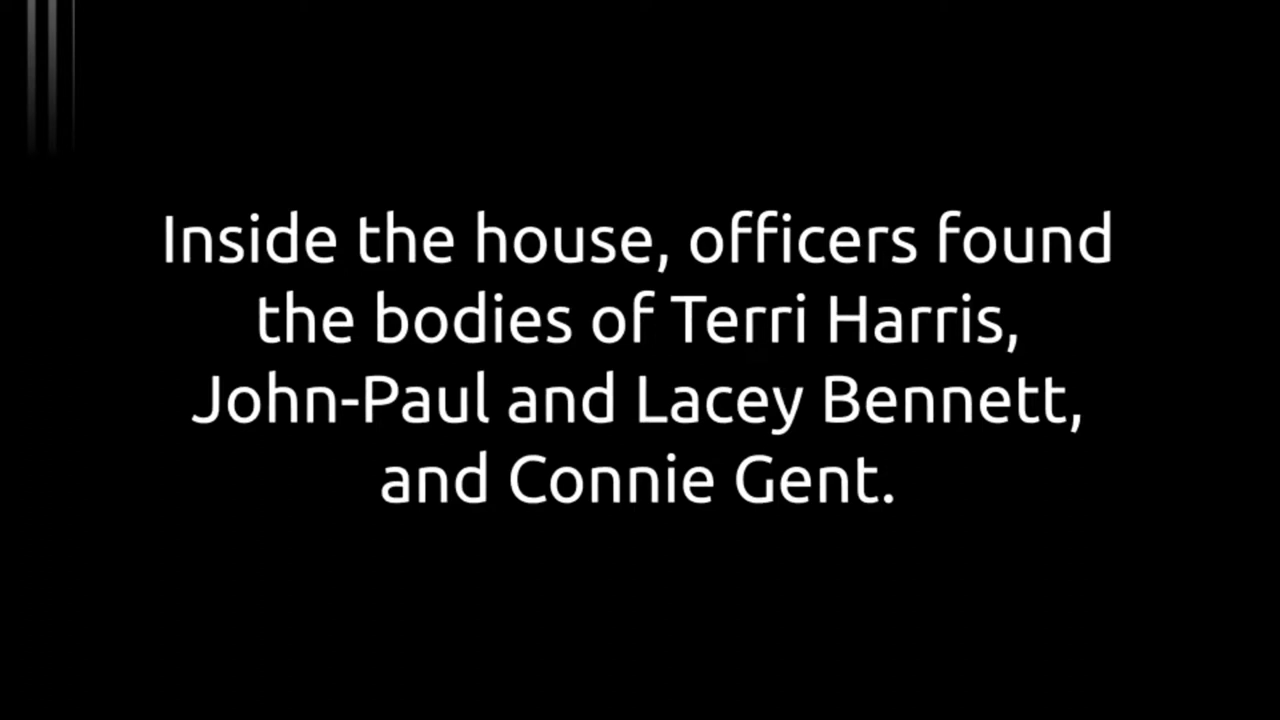 Inside the house, officers found
the bodies of Terri Harris,
John-Paul and Lacey Bennett,
and Connie Gent.